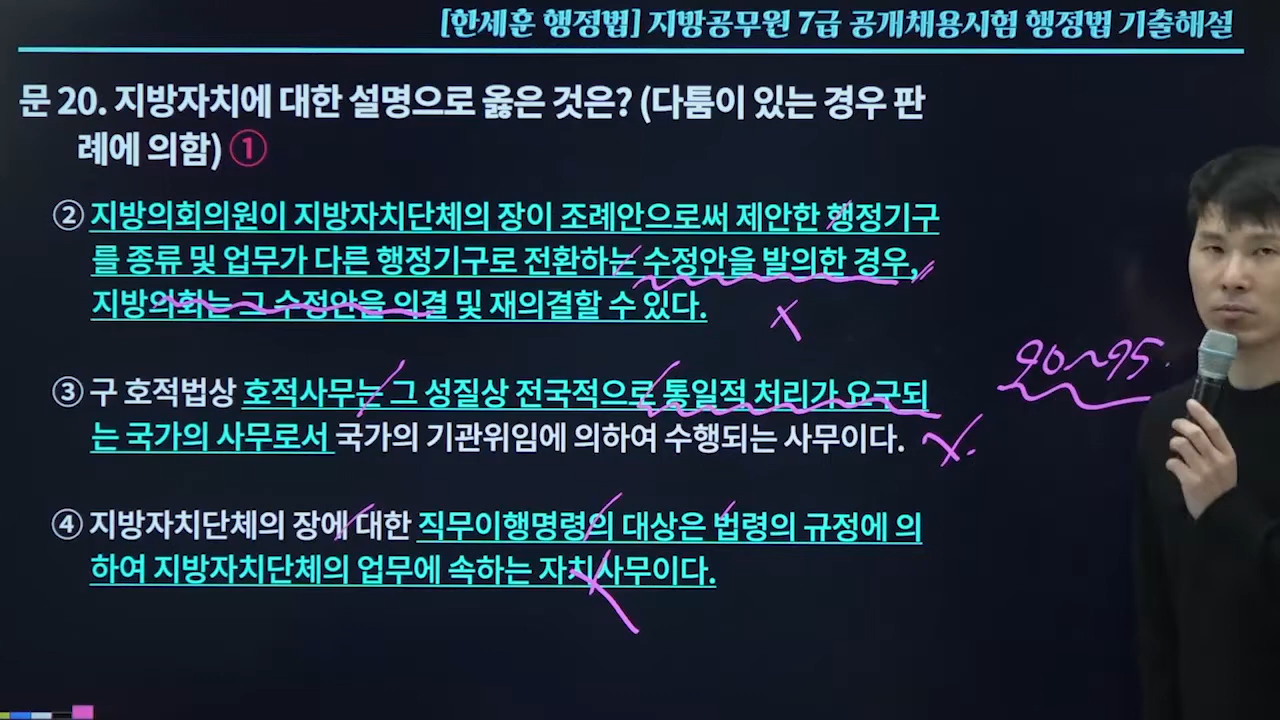 [한세훈 행정법] 지방공무원 7급 공개채용시험 행정법 기출해설
문 20. 지방자치에 대한 설명으로 옳은 것은? (다툼이 있는 경우 판
례에 의함) ①
② 지방의회의원이 지방자치단체의 장이 조례안으로써 제안한 행정기구
를 종류 및 업무가 다른 행정기구로 전환하는 수정안을 발의한 경우,
지방의회는 그 수정안을 의결 및 재의결할 수 있다.
90~95.
③ 구 호적법상 호적사무는 그 성질상 전국적으로 통일적 처리가 요구되
는 국가의 사무로서 국가의 기관위임에 의하여 수행되는 사무이다.
④ 지방자치단체의 장에 대한 직무이행명령의 대상은 법령의 규정에 의
하여 지방자치단체의 업무에 속하는 자치사무이다.